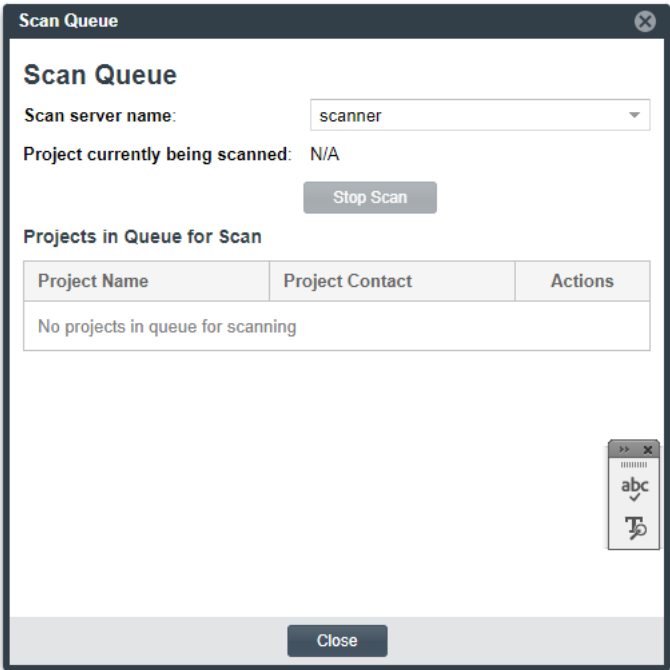 Scan Queue
Scan Queue
Scan server name: scanner
Project currently being scanned: N/A
Stop Scan
Projects in Queue for Scan
Project Name Project Contact Actions
No projects in queue for scanning
abc
T
Close